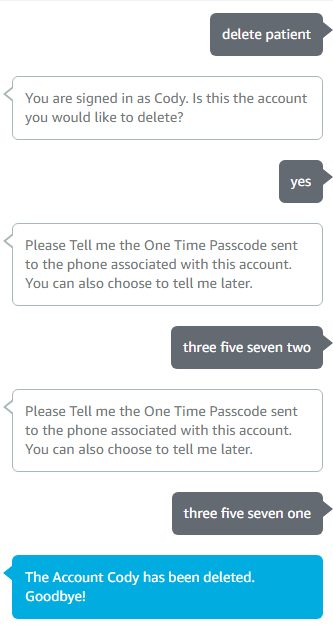 delete patient
You are signed in as Cody. Is this the account
you would like to delete?
yes
Please Tell me the One Time Passcode sent
to the phone associated with this account.
You can also choose to tell me later.
three five seven two
Please Tell me the One Time Passcode sent
to the phone associated with this account.
You can also choose to tell me later.
three five seven one
The Account Cody has been deleted.
Goodbye!